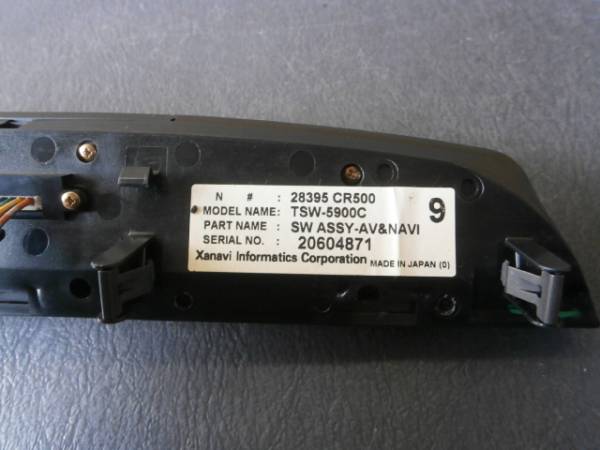 N # : 28395 CR500
MODEL NAME: TSW-5900C
PART NAME : SW ASSY-AV&NAVI
SERIAL NO. : 20604871
9
Xanavi Informatics Corporation MADE IN JAPAN (0)